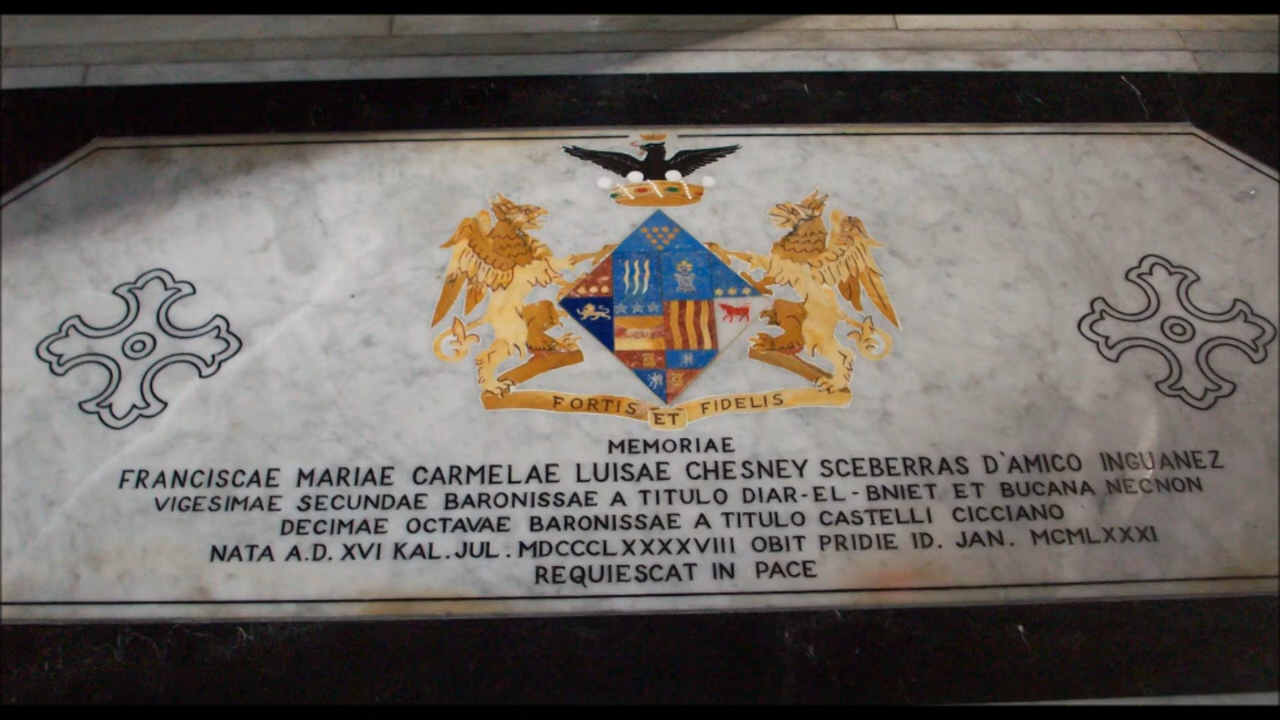 FORTIS ET FIDELIS
MEMORIAE
FRANCISCAE MARIAE CARMELAE LUISAE CHESNEY SCEBERRAS D'AMICO INGUANEZ
VIGESIMAE SECUNDAE BARONISSAE A TITULO DIAR-EL-BNIET ET BUCANA NECNON
DECIMAE OCTAVAE BARONISSAE A TITULO CASTELLI CICCIANO
NATA A.D. XVI KAL. JUL. MDCCCLXXXXVIII OBIT PRIDIE ID. JAN. MCMLXXXI
REQUIESCAT IN PACE